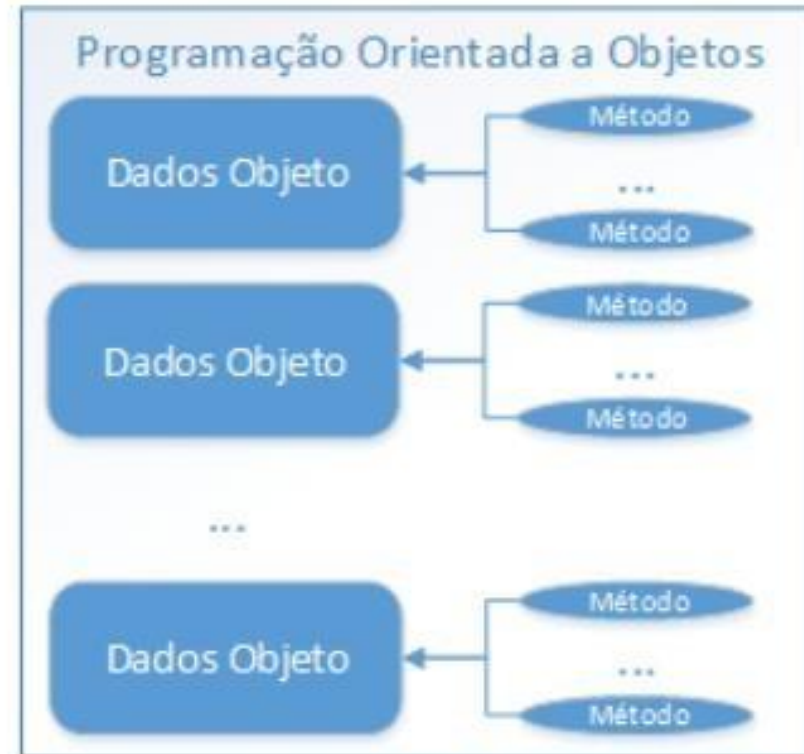 Programação Orientada a Objetos
Dados Objeto
Método
...
Método
Dados Objeto
Método
...
Método
...
Dados Objeto
Método
...
Método